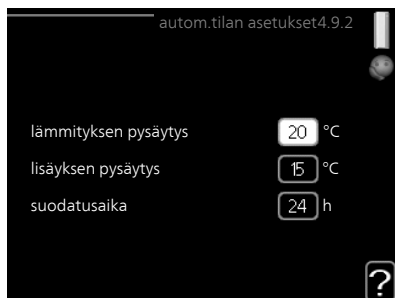 autom.tilan asetukset4.9.2
lämmityksen pysäytys 20 °C
lisäyksen pysäytys 15 °C
suodatusaika 24 h
?